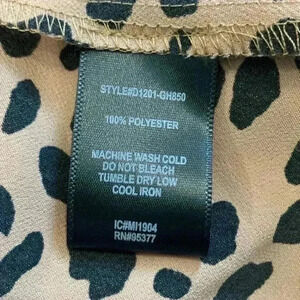 STYLE#D1201-GH850
100% POLYESTER
MACHINE WASH COLD
DO NOT BLEACH
TUMBLE DRY LOW
COOL IRON
IC#MI1904
RN#95377